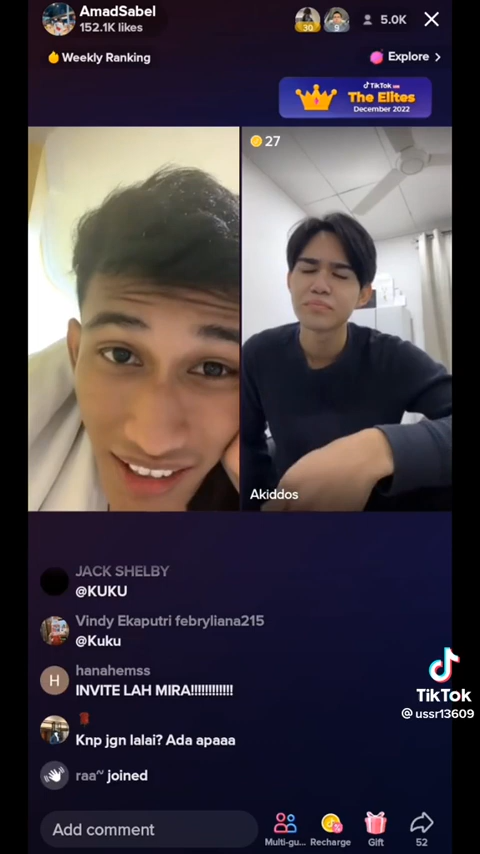 AmadSabel
152.1K likes
30
9
5.0K
Weekly Ranking
Explore
TikTok
The Elites
December 2022
27
Akiddos
JACK SHELBY
@KUKU
Vindy Ekaputri febryliana215
@Kuku
H
hanahemss
INVITE LAH MIRA!!!!!!!!!!!!
Knp jgn lalai? Ada apaaa
raa~ joined
TikTok
@ussr13609
Add comment
Multi-gu...
Recharge
Gift
52